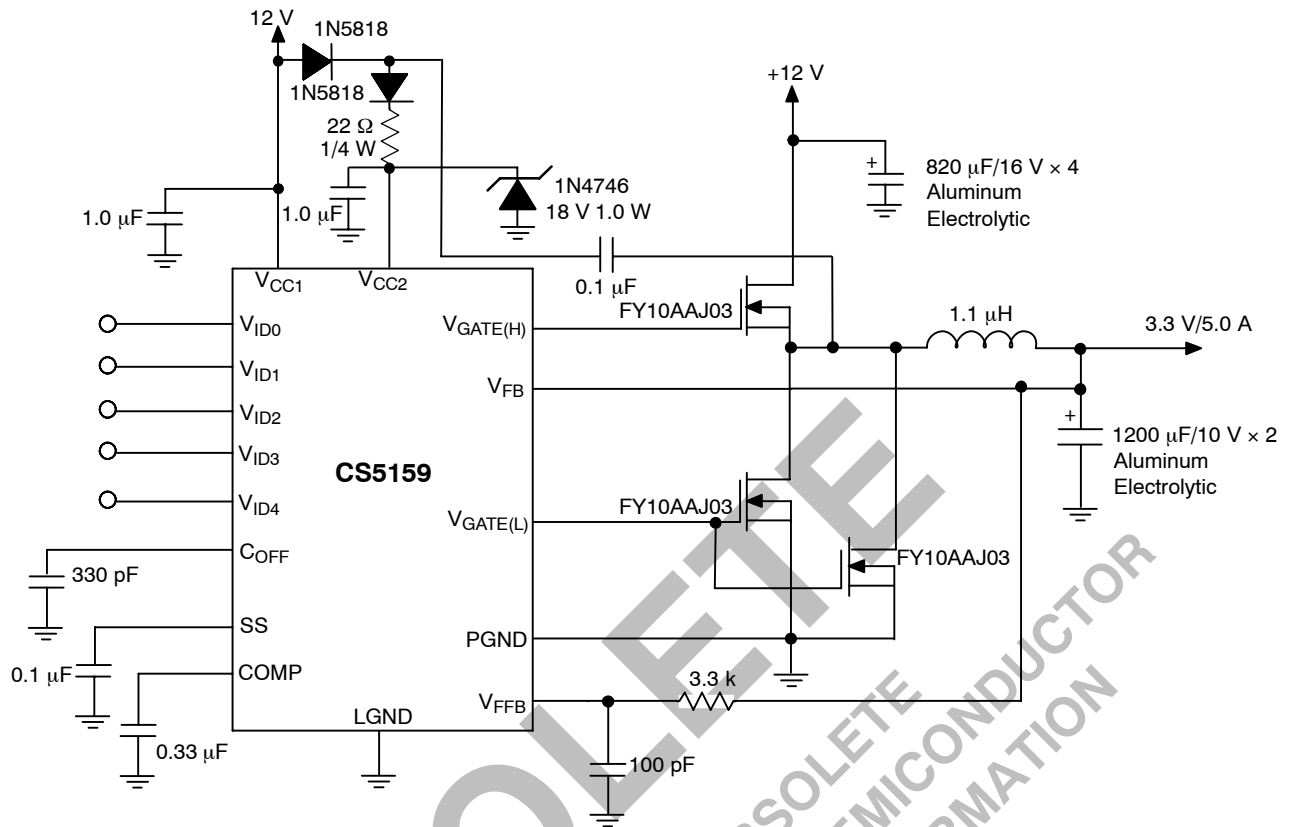 12 V
1N5818
1N5818
22 Ω
1/4 W
+12 V
+
820 μF/16 V × 4
Aluminum
Electrolytic
1N4746
18 V 1.0 W
1.0 μF
1.0 μF
0.1 μF
VCC1
VCC2
VID0
VID1
VID2
VID3
VID4
COFF
SS
COMP
LGND
CS5159
VGATE(H)
VFB
VGATE(L)
PGND
VFFB
FY10AAJ03
FY10AAJ03
FY10AAJ03
1.1 μH
3.3 V/5.0 A
+
1200 μF/10 V × 2
Aluminum
Electrolytic
330 pF
0.1 μF
0.33 μF
3.3 k
100 pF